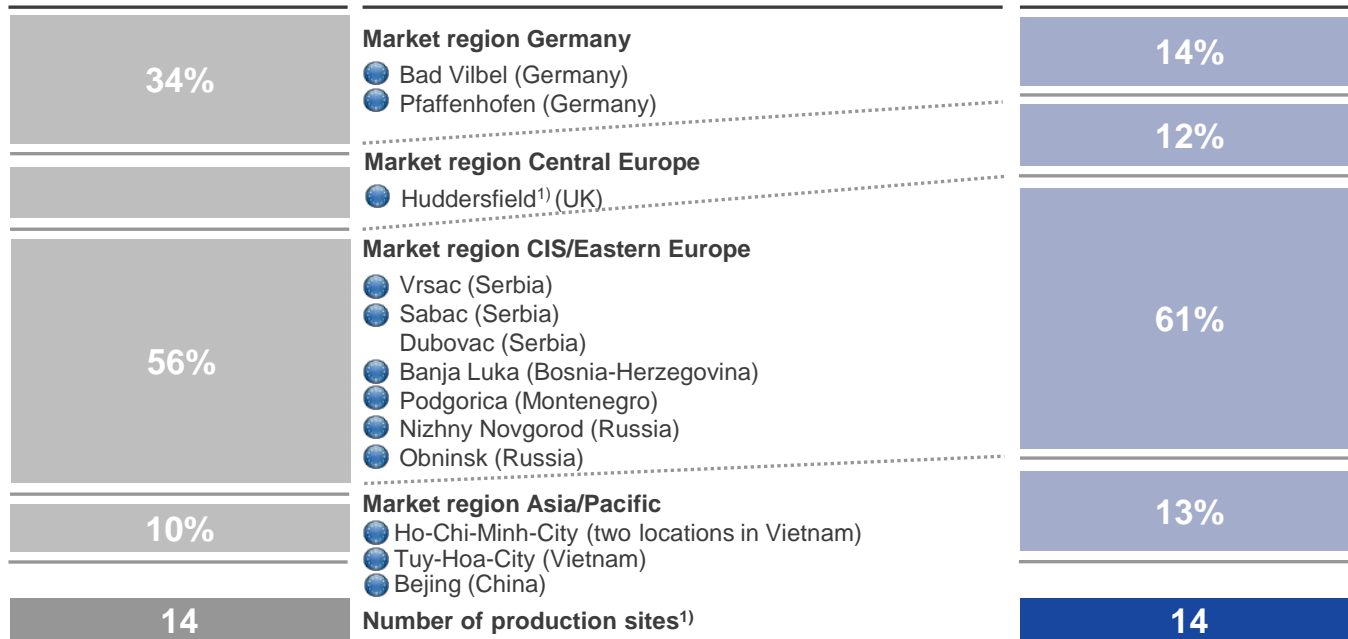 34%
Market region Germany
Bad Vilbel (Germany)
Pfaffenhofen (Germany)
14%
Market region Central Europe
Huddersfield1) (UK)
12%
56%
Market region CIS/Eastern Europe
Vrsac (Serbia)
Sabac (Serbia)
Dubovac (Serbia)
Banja Luka (Bosnia-Herzegovina)
Podgorica (Montenegro)
Nizhny Novgorod (Russia)
Obninsk (Russia)
61%
10%
Market region Asia/Pacific
Ho-Chi-Minh-City (two locations in Vietnam)
Tuy-Hoa-City (Vietnam)
Bejing (China)
13%
14
Number of production sites1)
14